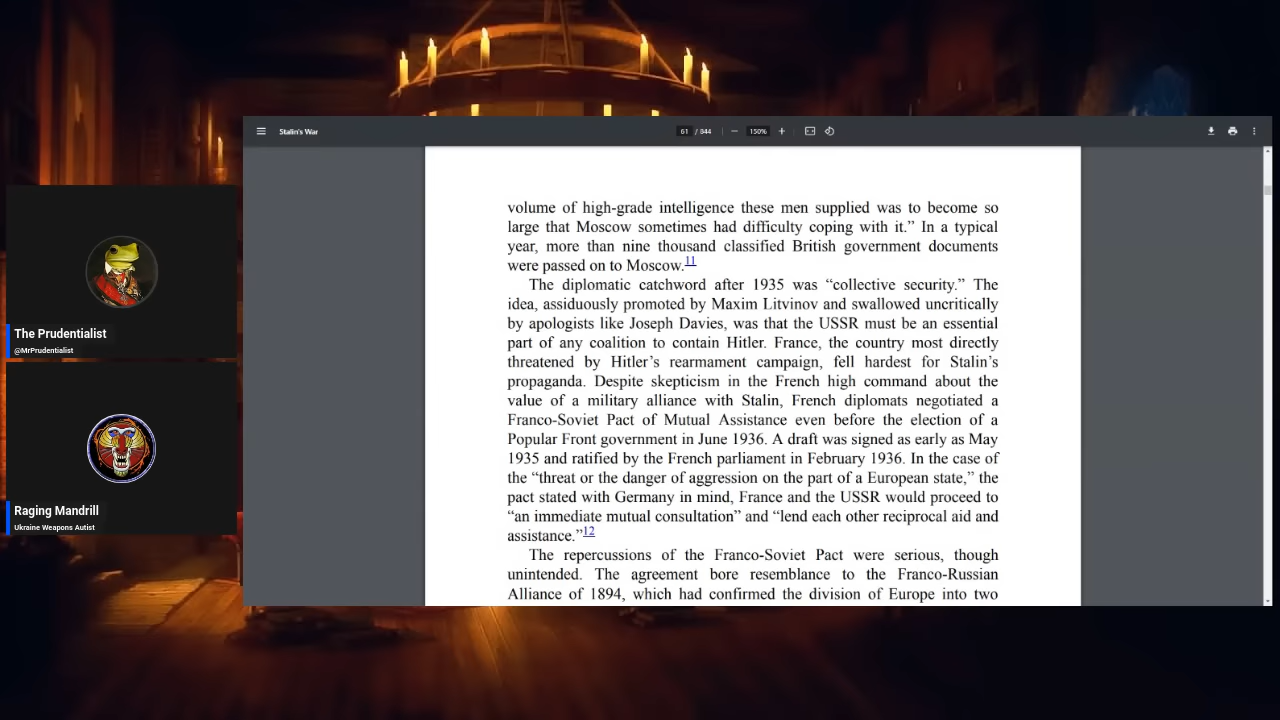 Stalin's War
61 / 844
150%
volume of high-grade intelligence these men supplied was to become so
large that Moscow sometimes had difficulty coping with it.” In a typical
year, more than nine thousand classified British government documents
were passed on to Moscow.11
The diplomatic catchword after 1935 was “collective security.” The
idea, assiduously promoted by Maxim Litvinov and swallowed uncritically
by apologists like Joseph Davies, was that the USSR must be an essential
part of any coalition to contain Hitler. France, the country most directly
threatened by Hitler’s rearmament campaign, fell hardest for Stalin’s
propaganda. Despite skepticism in the French high command about the
value of a military alliance with Stalin, French diplomats negotiated a
Franco-Soviet Pact of Mutual Assistance even before the election of a
Popular Front government in June 1936. A draft was signed as early as May
1935 and ratified by the French parliament in February 1936. In the case of
the “threat or the danger of aggression on the part of a European state,” the
pact stated with Germany in mind, France and the USSR would proceed to
“an immediate mutual consultation” and “lend each other reciprocal aid and
assistance.”12
The repercussions of the Franco-Soviet Pact were serious, though
unintended. The agreement bore resemblance to the Franco-Russian
Alliance of 1894, which had confirmed the division of Europe into two
The Prudentialist
@MrPrudentialist
Raging Mandrill
Ukraine Weapons Autist